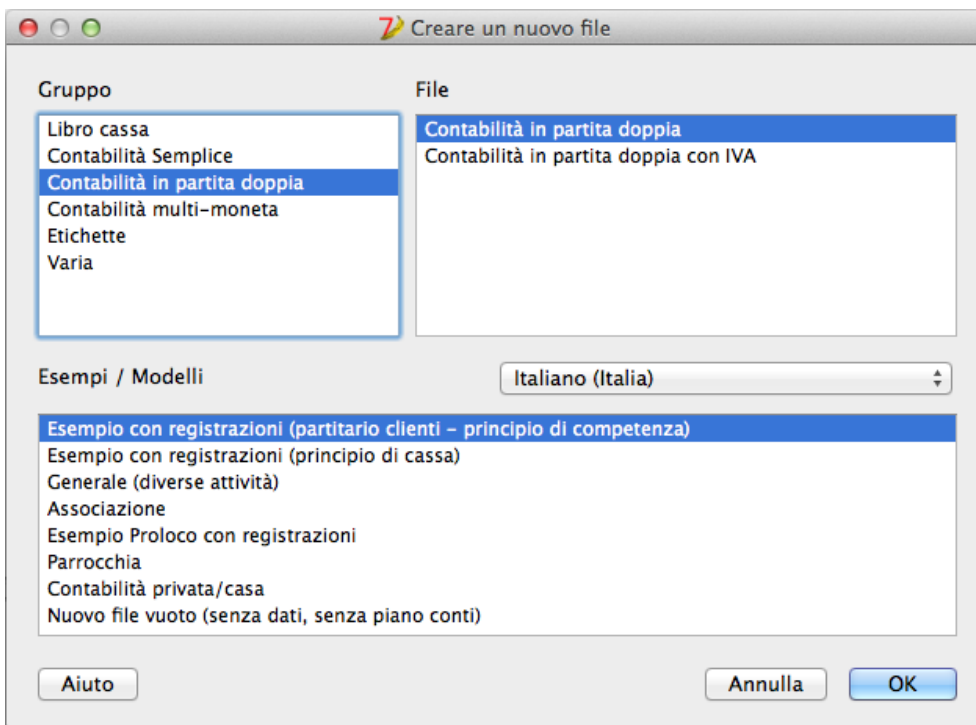 Creare un nuovo file
Gruppo
Libro cassa
Contabilità Semplice
Contabilità in partita doppia
Contabilità multi-moneta
Etichette
Varia
File
Contabilità in partita doppia
Contabilità in partita doppia con IVA
Esempi / Modelli
Italiano (Italia)
Esempio con registrazioni (partitario clienti - principio di competenza)
Esempio con registrazioni (principio di cassa)
Generale (diverse attività)
Associazione
Esempio Proloco con registrazioni
Parrocchia
Contabilità privata/casa
Nuovo file vuoto (senza dati, senza piano conti)
Aiuto
Annulla
OK